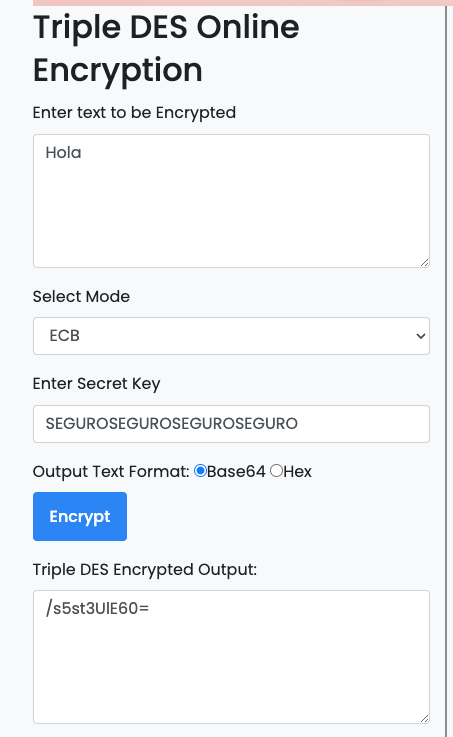 Triple DES Online
Encryption
Enter text to be Encrypted
Hola
Select Mode
ECB
Enter Secret Key
SEGUROSEGUROSEGUROSEGURO
Output Text Format: Base64 Hex
Encrypt
Triple DES Encrypted Output:
/s5st3UlE60=